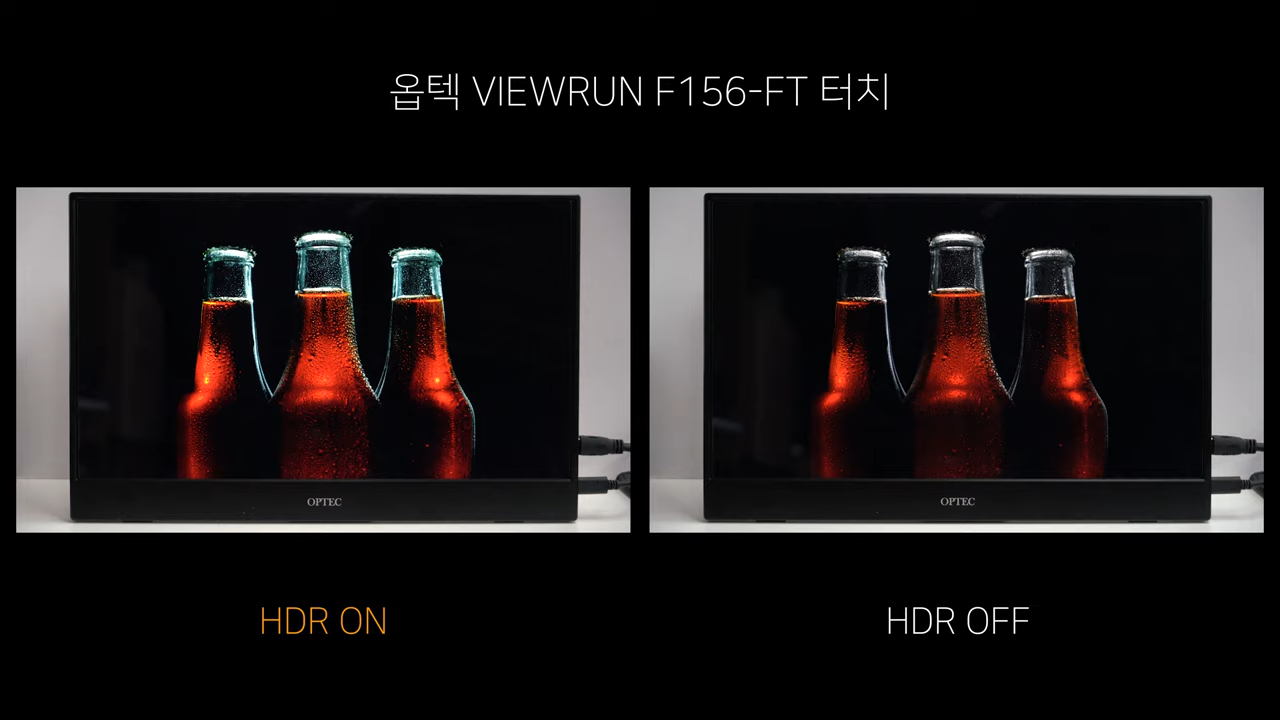 옵텍 VIEWRUN F156-FT 터치
OPTEC
OPTEC
HDR ON
HDR OFF